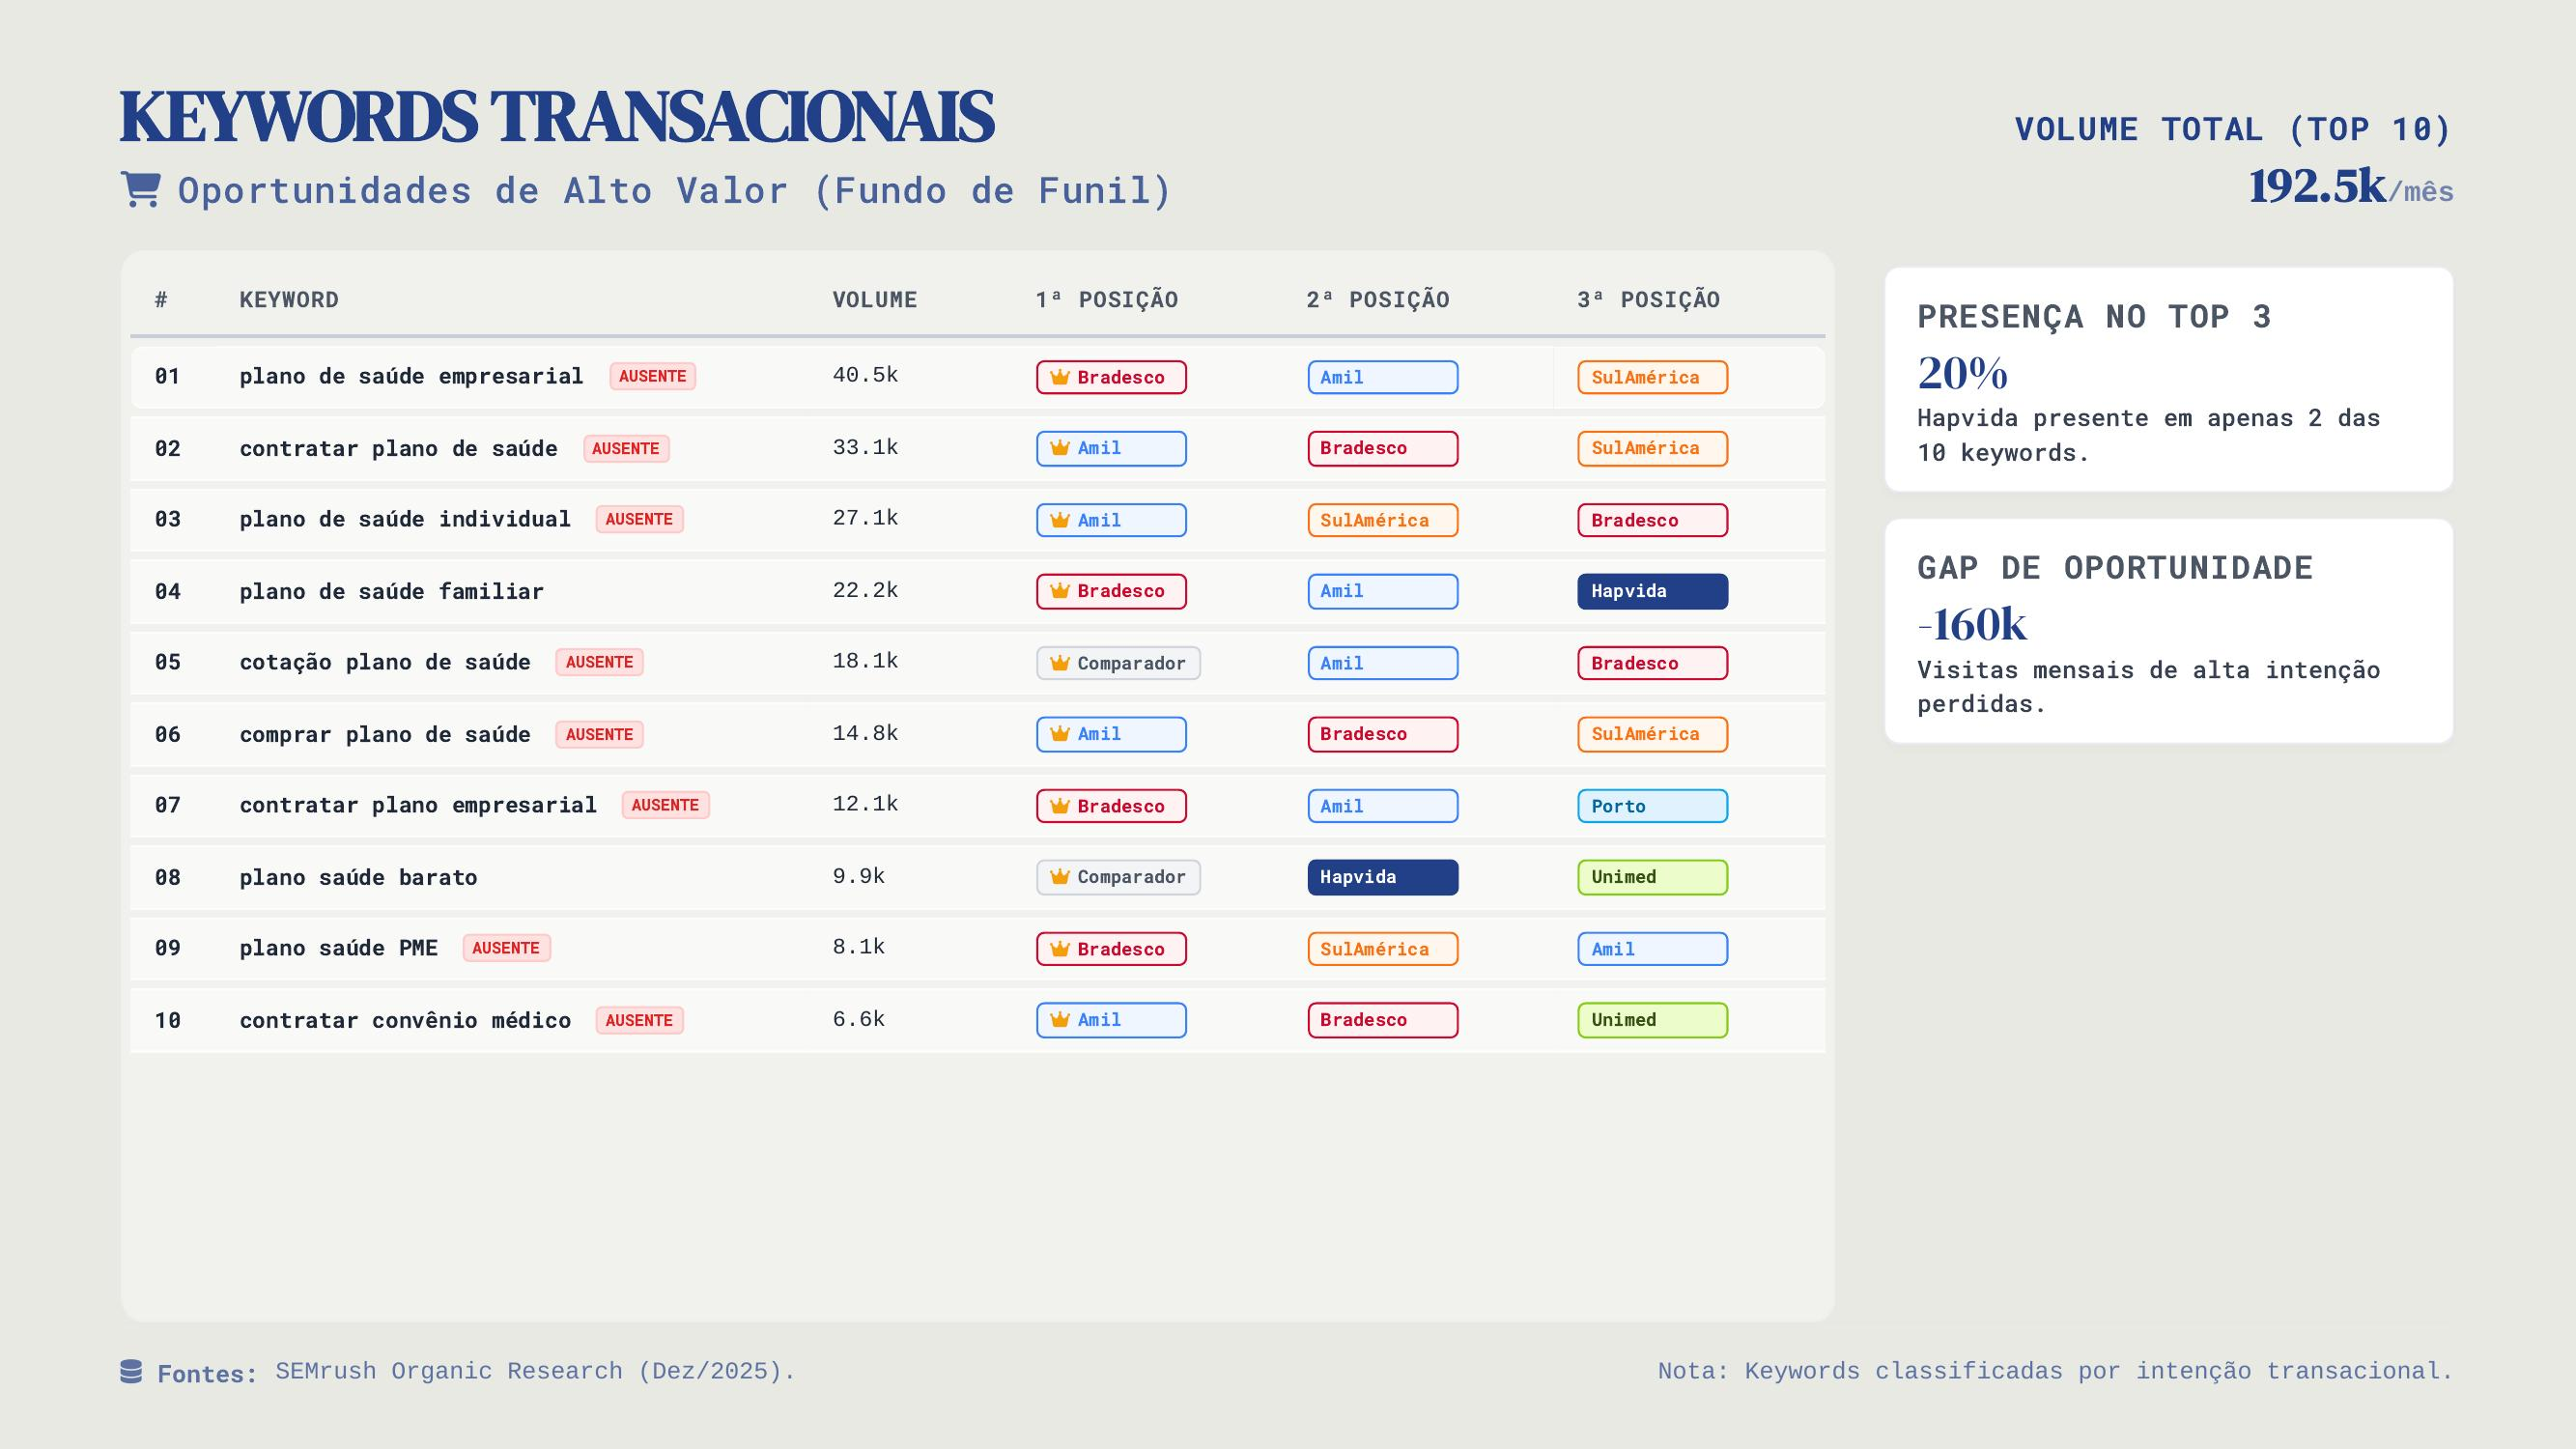 KEYWORDS TRANSACIONAIS
Oportunidades de Alto Valor (Fundo de Funil)
VOLUME TOTAL (TOP 10)
192.5k/mês
# KEYWORD VOLUME 1ª POSIÇÃO 2ª POSIÇÃO 3ª POSIÇÃO
01 plano de saúde empresarial AUSENTE 40.5k Bradesco Amil SulAmérica
02 contratar plano de saúde AUSENTE 33.1k Amil Bradesco SulAmérica
03 plano de saúde individual AUSENTE 27.1k Amil SulAmérica Bradesco
04 plano de saúde familiar 22.2k Bradesco Amil Hapvida
05 cotação plano de saúde AUSENTE 18.1k Comparador Amil Bradesco
06 comprar plano de saúde AUSENTE 14.8k Amil Bradesco SulAmérica
07 contratar plano empresarial AUSENTE 12.1k Bradesco Amil Porto
08 plano saúde barato 9.9k Comparador Hapvida Unimed
09 plano saúde PME AUSENTE 8.1k Bradesco SulAmérica Amil
10 contratar convênio médico AUSENTE 6.6k Amil Bradesco Unimed
PRESENÇA NO TOP 3
20%
Hapvida presente em apenas 2 das
10 keywords.
GAP DE OPORTUNIDADE
-160k
Visitas mensais de alta intenção
perdidas.
Fontes: SEMrush Organic Research (Dez/2025).
Nota: Keywords classificadas por intenção transacional.